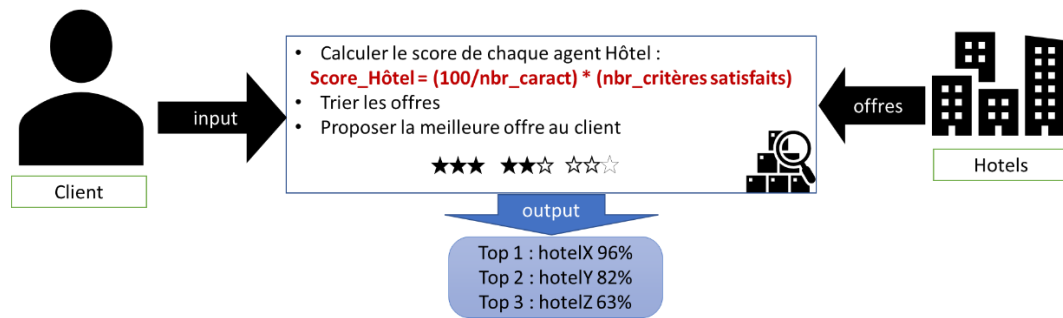 • Calculer le score de chaque agent Hôtel :
Score_Hôtel = (100/nbr_caract) * (nbr_critères satisfaits)
• Trier les offres
• Proposer la meilleure offre au client
★★★ ★★☆ ☆☆☆
input
offres
Client
Hotels
output
Top 1 : hotelX 96%
Top 2 : hotelY 82%
Top 3 : hotelZ 63%